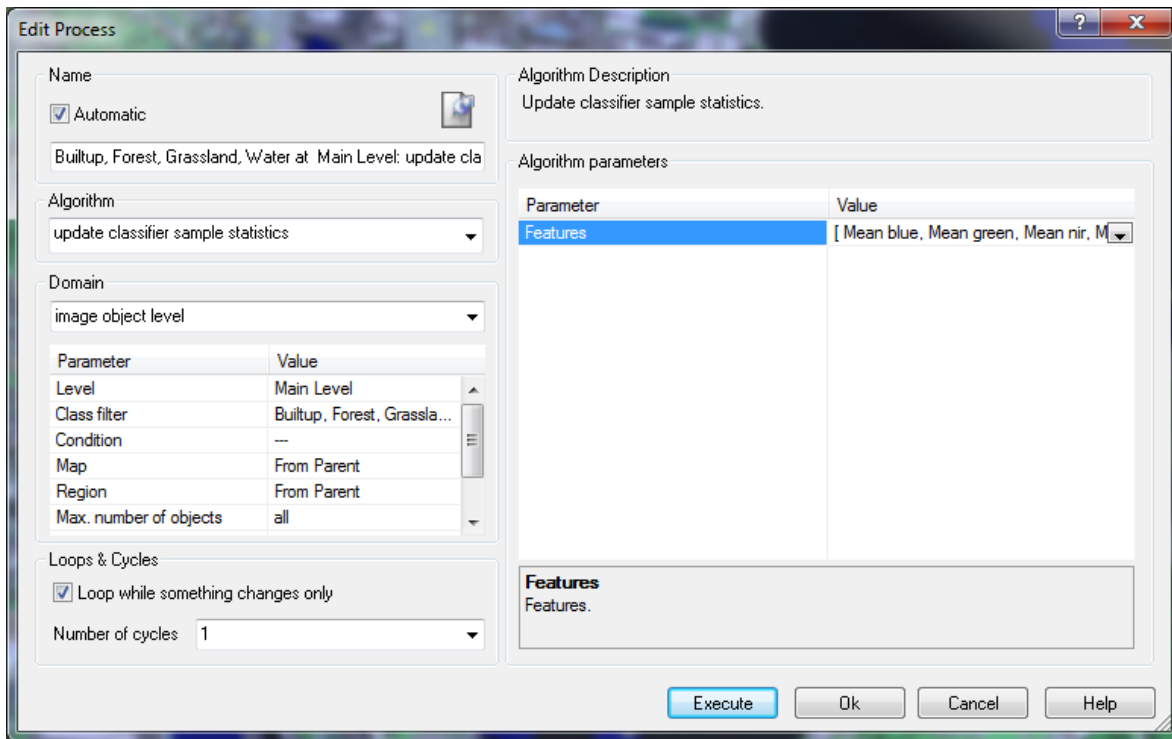 Edit Process
?
X
Name
Automatic
Builtup, Forest, Grassland, Water at  Main Level: update cla
Algorithm
update classifier sample statistics
Domain
image object level
Parameter Value
Level Main Level
Class filter Builtup, Forest, Grassla...
Condition ---
Map From Parent
Region From Parent
Max. number of objects all
Loops & Cycles
Loop while something changes only
Number of cycles 1
Algorithm Description
Update classifier sample statistics.
Algorithm parameters
Parameter Value
Features [ Mean blue, Mean green, Mean nir, M
Features
Features.
Execute Ok Cancel Help